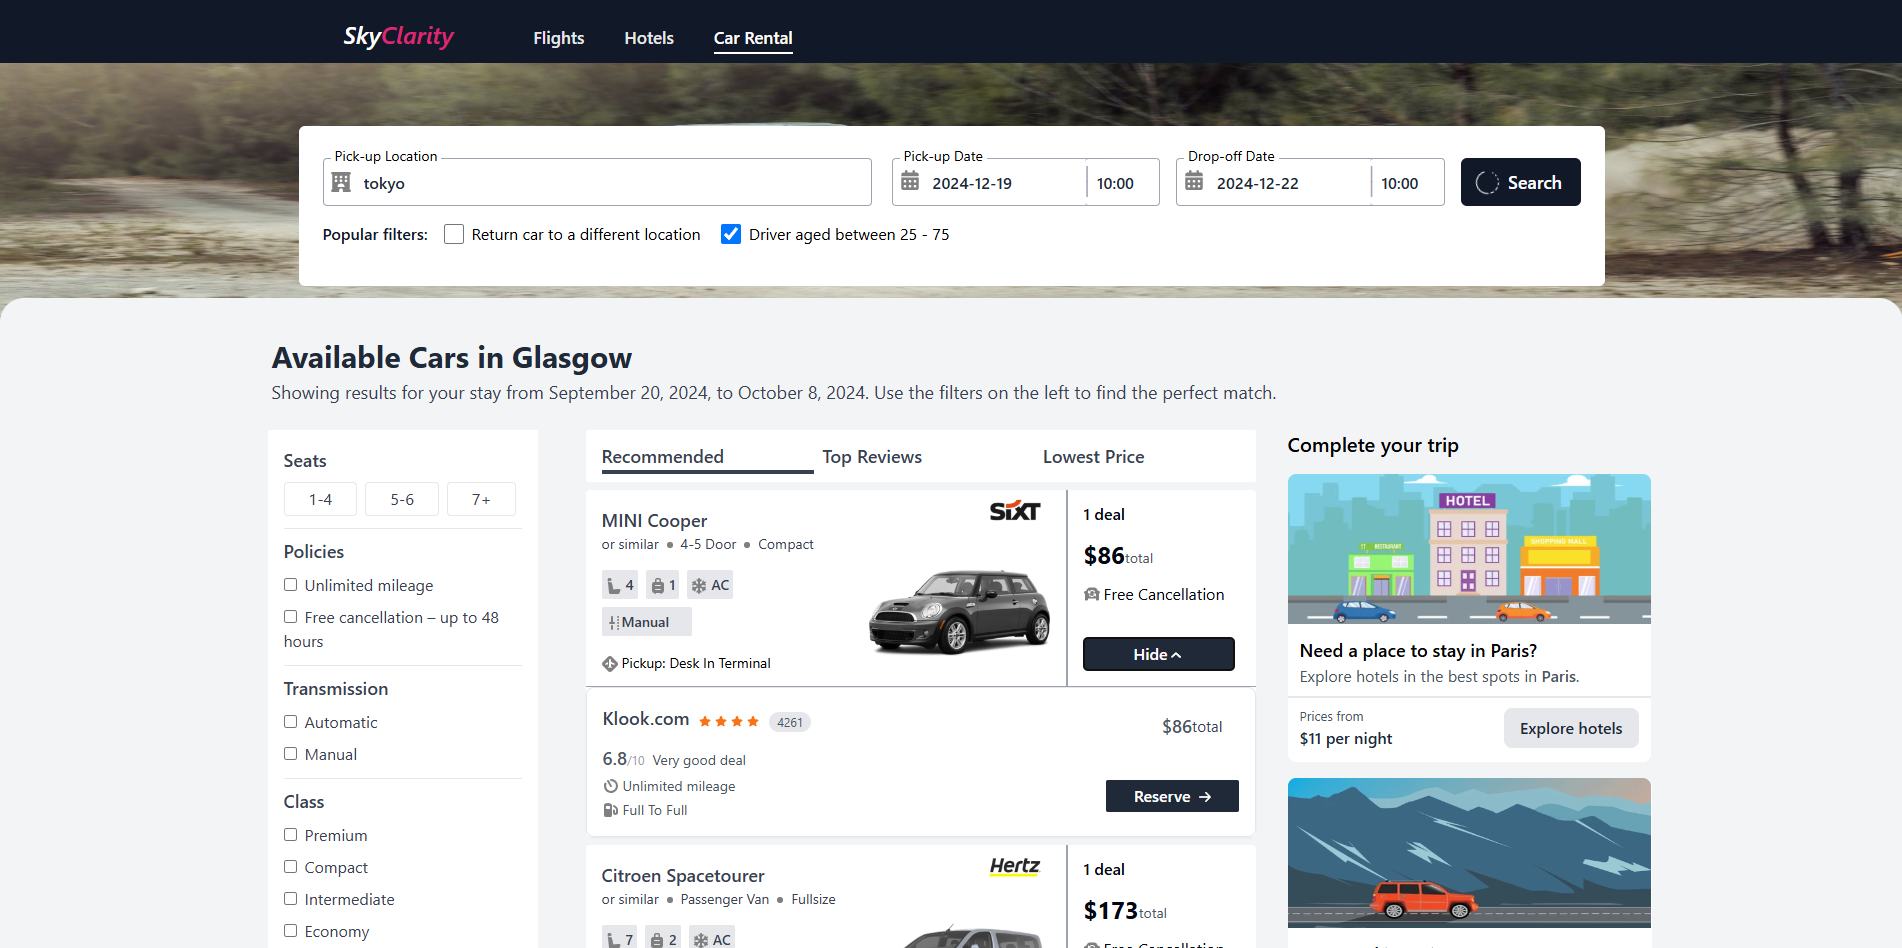 SkyClarity
Flights
Hotels
Car Rental
Pick-up Location
tokyo
Pick-up Date
2024-12-19
10:00
Drop-off Date
2024-12-22
10:00
Search
Popular filters:
Return car to a different location
Driver aged between 25 - 75
Available Cars in Glasgow
Showing results for your stay from September 20, 2024, to October 8, 2024. Use the filters on the left to find the perfect match.
Seats
1-4
5-6
7+
Policies
Unlimited mileage
Free cancellation – up to 48
hours
Transmission
Automatic
Manual
Class
Premium
Compact
Intermediate
Economy
Recommended
Top Reviews
Lowest Price
MINI Cooper
SIXT
or similar • 4-5 Door • Compact
4
1
AC
Manual
Pickup: Desk In Terminal
1 deal
$86total
Free Cancellation
Hide
Klook.com
4261
$86total
6.8/10 Very good deal
Unlimited mileage
Full To Full
Reserve
Citroen Spacetourer
Hertz
or similar • Passenger Van • Fullsize
7
2
AC
1 deal
$173total
Free Cancellation
Complete your trip
HOTEL
RESTAURANT
SHOPPING MALL
Need a place to stay in Paris?
Explore hotels in the best spots in Paris.
Prices from
$11 per night
Explore hotels